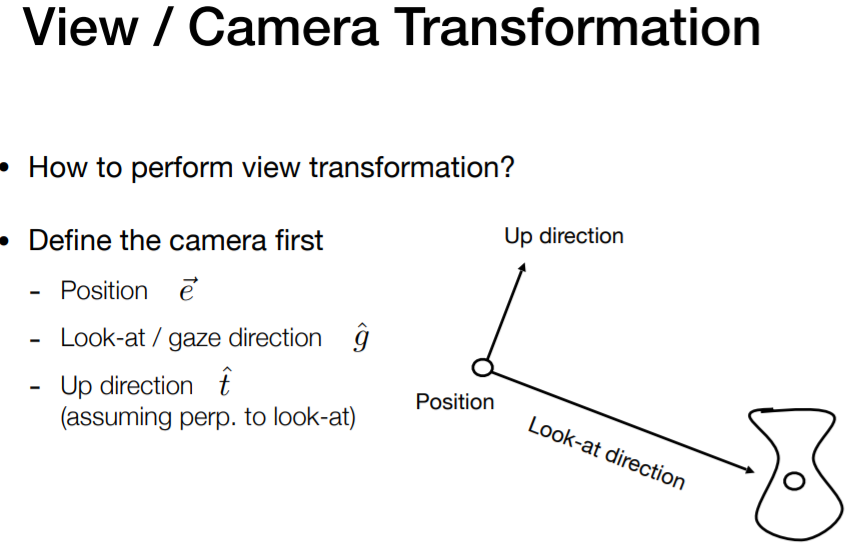 View / Camera Transformation
• How to perform view transformation?
• Define the camera first
- Position \vec{e}
- Look-at / gaze direction \hat{g}
- Up direction \hat{t}
(assuming perp. to look-at)
Up direction
Position
Look-at direction